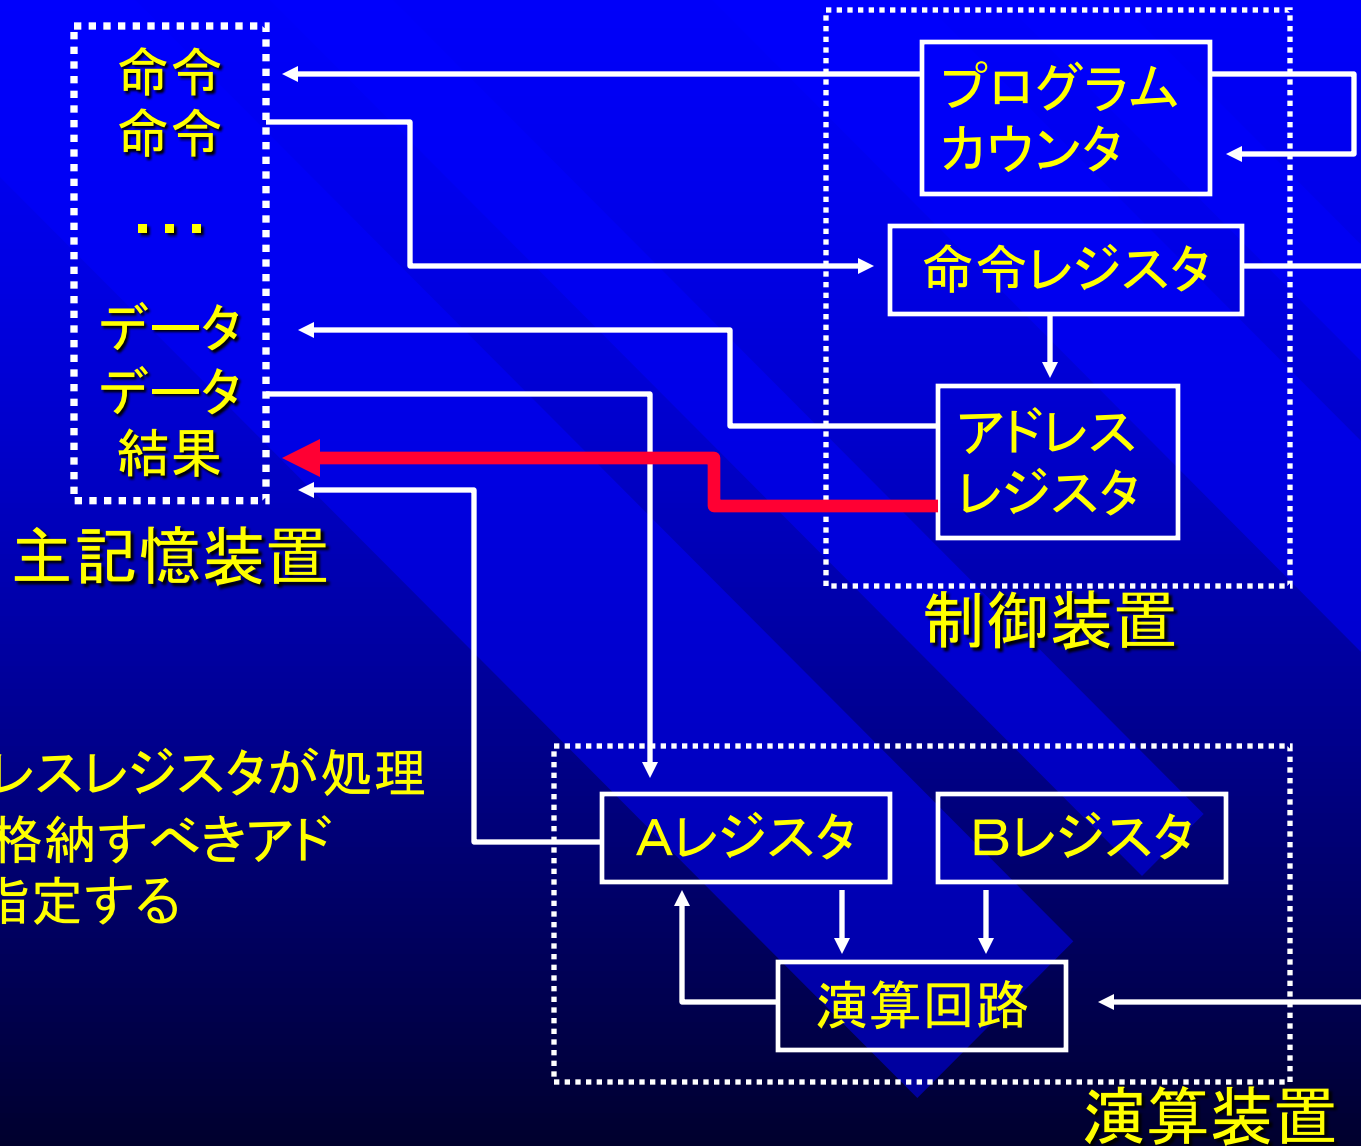 命令
命令
…
データ
データ
結果
主記憶装置
プログラム
カウンタ
命令レジスタ
アドレス
レジスタ
制御装置
レスレジスタが処理
格納すべきアド
指定する
Aレジスタ
Bレジスタ
演算回路
演算装置